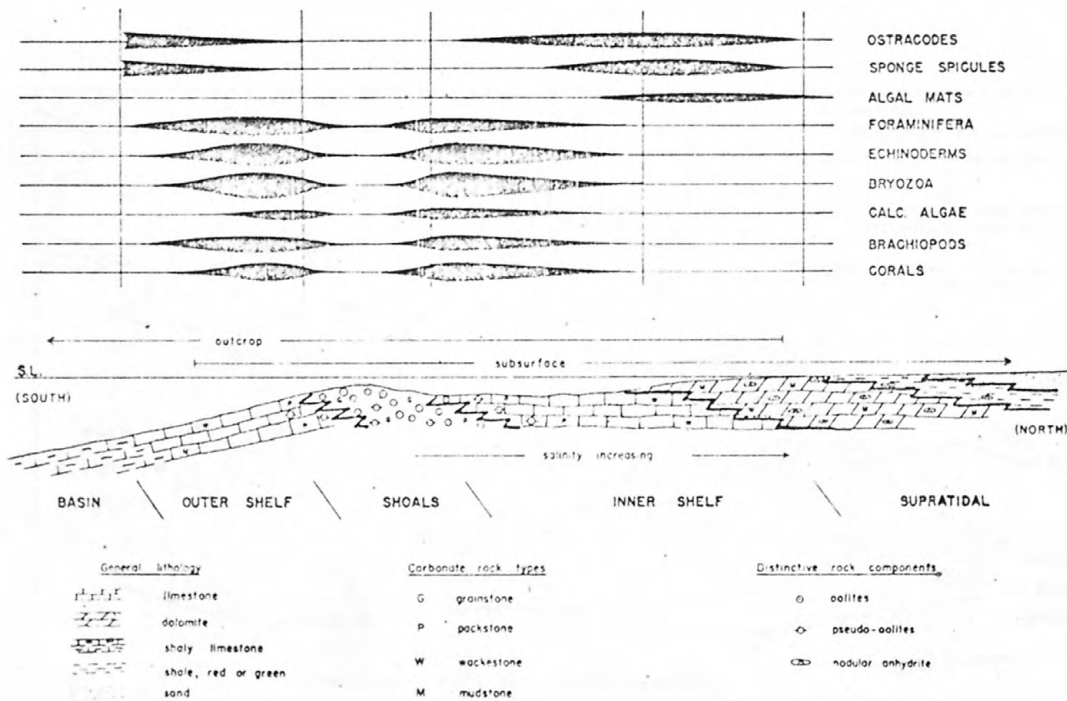 OSTRACODES
SPONGE SPICULES
ALGAL MATS
FORAMINIFERA
ECHINODERMS
BRYOZOA
CALC. ALGAE
BRACHIOPODS
CORALS
outcrop
subsurface
S.L.
(SOUTH)
(NORTH)
salinity increasing
BASIN OUTER SHELF SHOALS INNER SHELF SUPRATIDAL
General lithology
limestone
dolomite
shaly limestone
shale, red or green
sand
Carbonate rock types
G grainstone
P packstone
W wackestone
M mudstone
Distinctive rock components
oolites
pseudo-oolites
nodular anhydrite